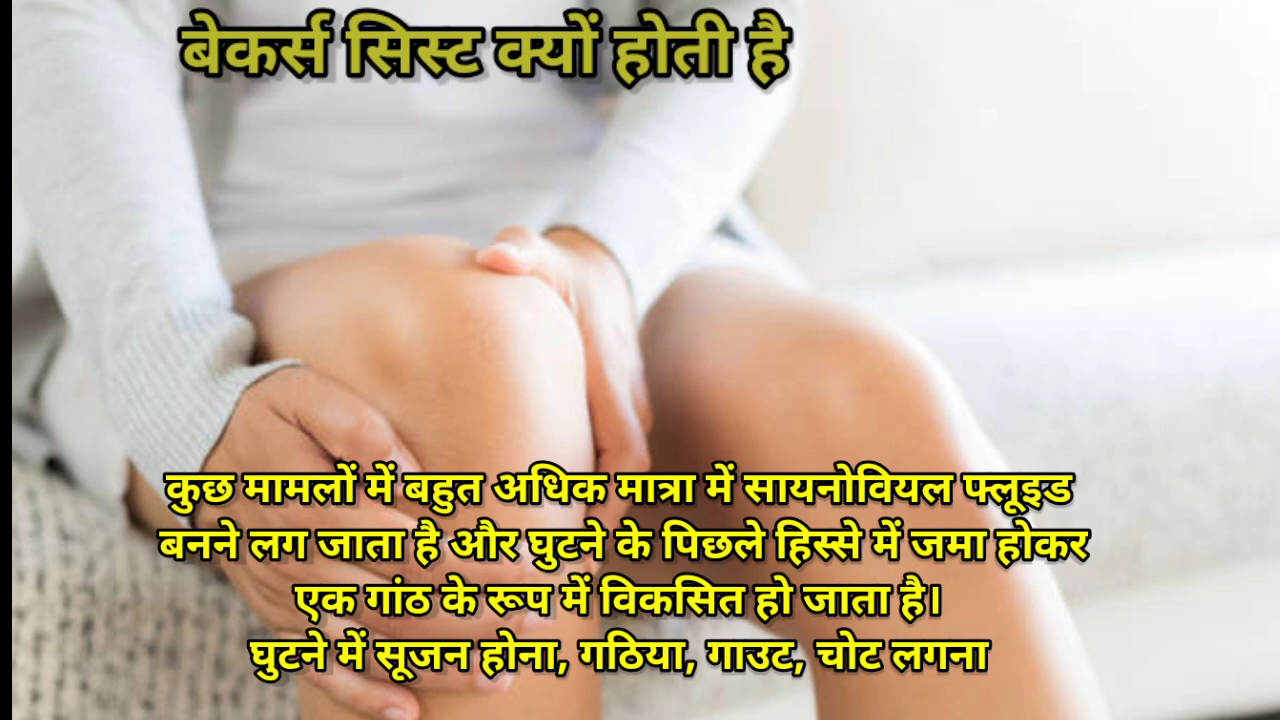 बेकर्स सिस्ट क्यों होती है
कुछ मामलों में बहुत अधिक मात्रा में सायनोवियल फ्लूइड
बनने लग जाता है और घुटने के पिछले हिस्से में जमा होकर
एक गांठ के रूप में विकसित हो जाता है।
घुटने में सूजन होना, गठिया, गाउट, चोट लगना